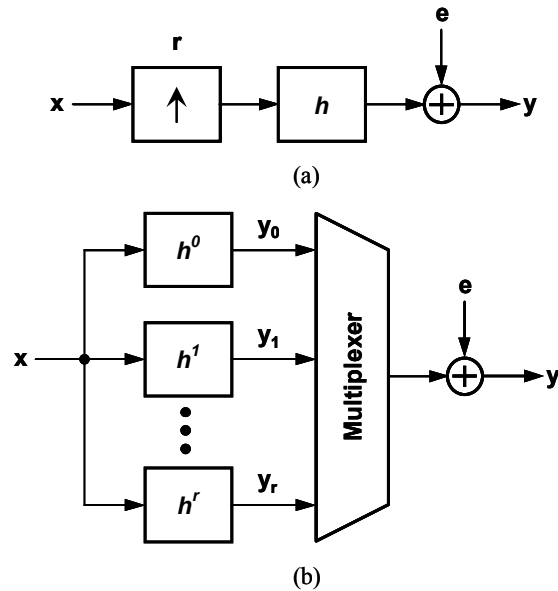 r
e
x
↑
h
+
y
(a)
h⁰
y₀
e
x
h¹
y₁
Multiplexer
+
y
hʳ
yᵣ
(b)